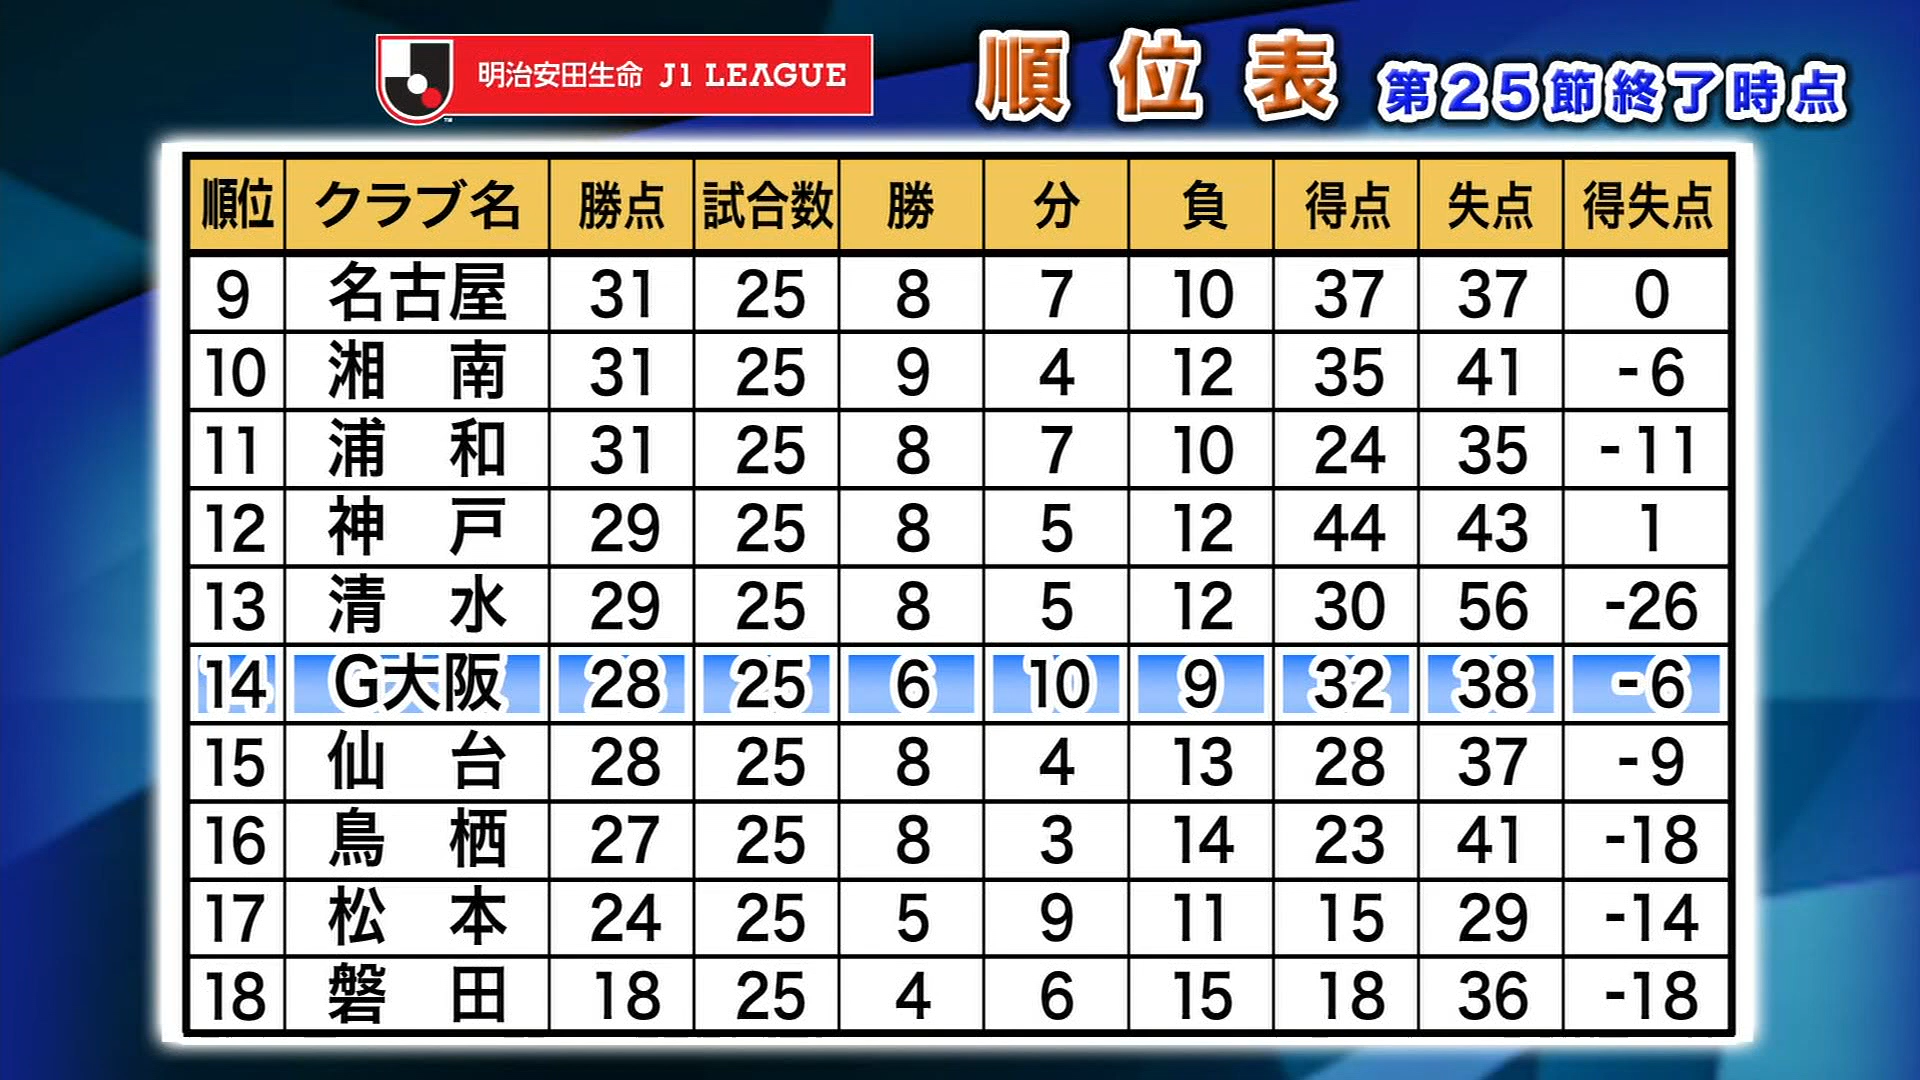 明治安田生命 J1 LEAGUE
順位表 第25節終了時点
順位 クラブ名 勝点 試合数 勝 分 負 得点 失点 得失点
9 名古屋 31 25 8 7 10 37 37 0
10 湘南 31 25 9 4 12 35 41 -6
11 浦和 31 25 8 7 10 24 35 -11
12 神戸 29 25 8 5 12 44 43 1
13 清水 29 25 8 5 12 30 56 -26
14 G大阪 28 25 6 10 9 32 38 -6
15 仙台 28 25 8 4 13 28 37 -9
16 鳥栖 27 25 8 3 14 23 41 -18
17 松本 24 25 5 9 11 15 29 -14
18 磐田 18 25 4 6 15 18 36 -18